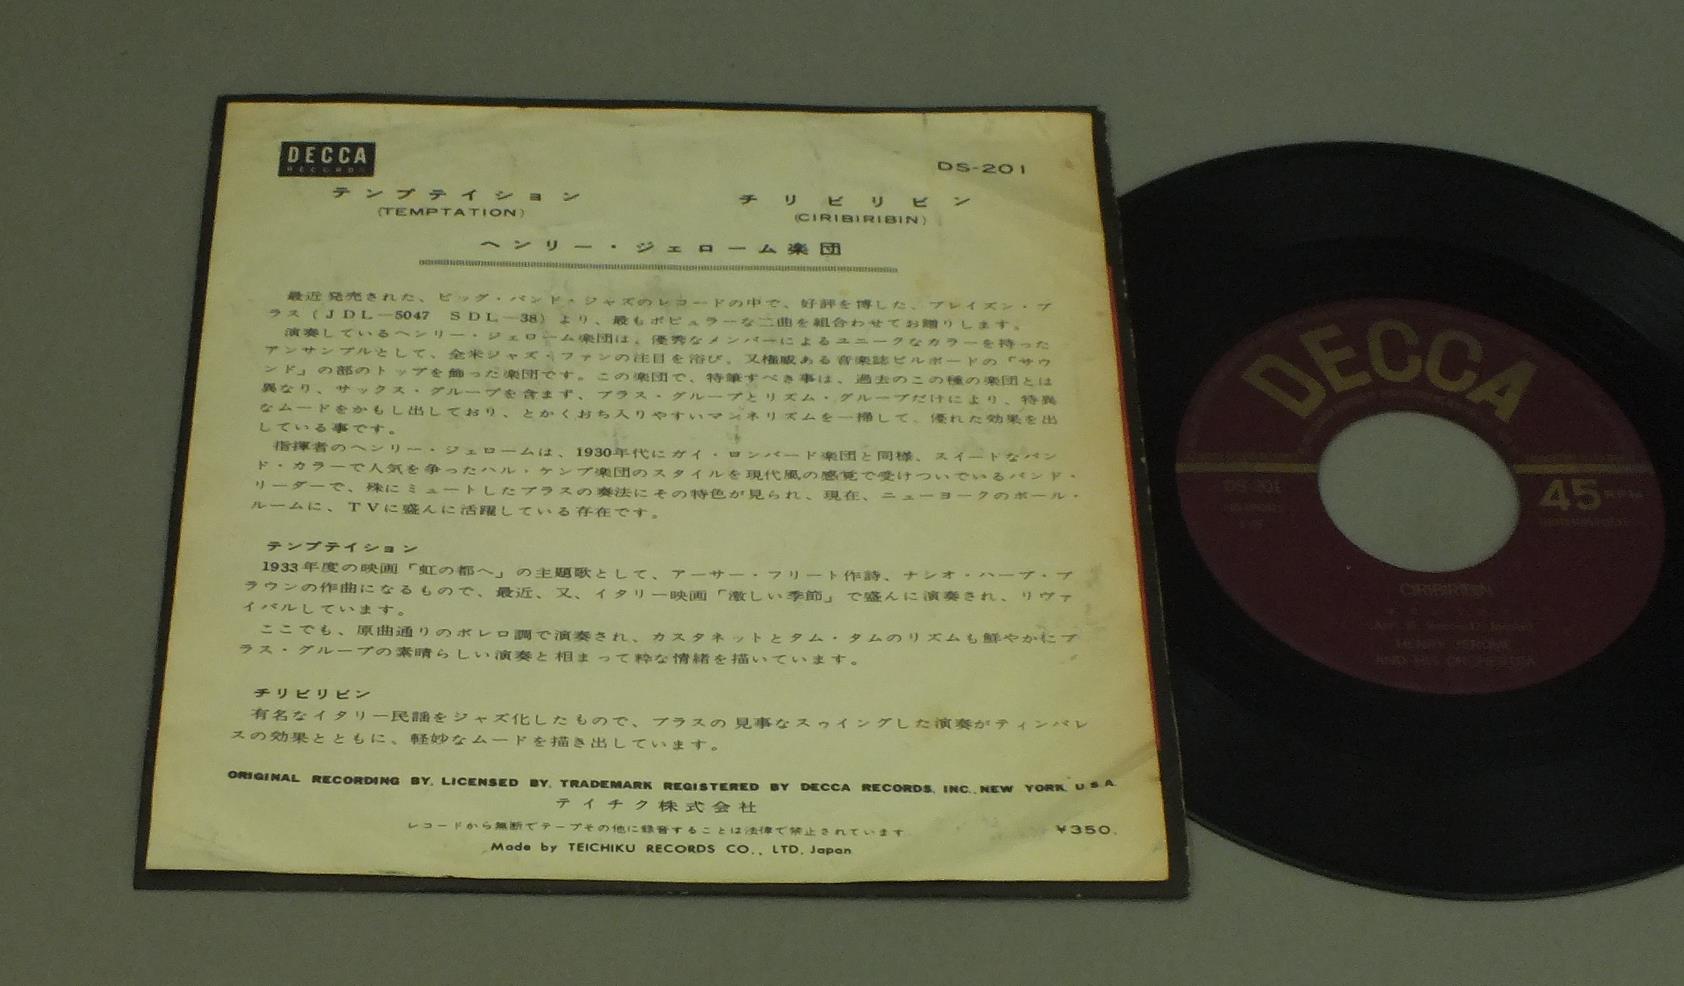 DECCA
RECORDS
DS-201
テンプテイション
(TEMPTATION)
チリビリビン
(CIRIBIRIBIN)
ヘンリー・ジェローム楽団
最近発売された、ビッグ・バンド・ジャズのレコードの中で、好評を博した、ブレイズン・ブ
ラス(JDL—5047 SDL—38)より、最もポピュラーな二曲を組合わせてお贈りします。
演奏しているヘンリー・ジェローム楽団は、優秀なメンバーによるユニークなカラーを持った
アンサンブルとして、全米ジャズ・ファンの注目を浴び、又権威ある音楽誌ビルボードの「サウ
ンド」の部のトップを飾った楽団です。この楽団で、特筆すべき事は、過去のこの種の楽団とは
異なり、サックス・グループを含まず、ブラス・グループとリズム・グループだけにより、特異
なムードをかもし出しており、とかくおち入りやすいマンネリズムを一掃して、優れた効果を出
している事です。
指揮者のヘンリー・ジェロームは、1930年代にガイ・ロンバード楽団と同様、スイートなバン
ド・カラーで人気を争ったハル・ケンプ楽団のスタイルを現代風の感覚で受けついでいるバンド・
リーダーで、殊にミュートしたブラスの奏法にその特色が見られ、現在、ニューヨークのボール・
ルームに、TVに盛んに活躍している存在です。
テンプテイション
1933年度の映画「虹の都へ」の主題歌として、アーサー・フリート作詩、ナシオ・ハーブ・ブ
ラウンの作曲になるもので、最近、又、イタリー映画「激しい季節」で盛んに演奏され、リヴァ
イバルしています。
ここでも、原曲通りのボレロ調で演奏され、カスタネットとタム・タムのリズムも鮮やかにブ
ラス・グループの素晴らしい演奏と相まって粋な情緒を描いています。
チリビリビン
有名なイタリー民謡をジャズ化したもので、ブラスの見事なスゥイングした演奏がティンバレ
スの効果とともに、軽妙なムードを描き出しています。
ORIGINAL RECORDING BY, LICENSED BY, TRADEMARK REGISTERED BY DECCA RECORDS, INC., NEW YORK, U.S.A.
テイチク株式会社
レコードから無断でテープその他に録音することは法律で禁止されています
¥350.
Made by TEICHIKU RECORDS CO., LTD. Japan
DECCA
DS-201
45 RPM
CIRIBIRIBIN
HENRY JEROME
AND HIS ORCHESTRA